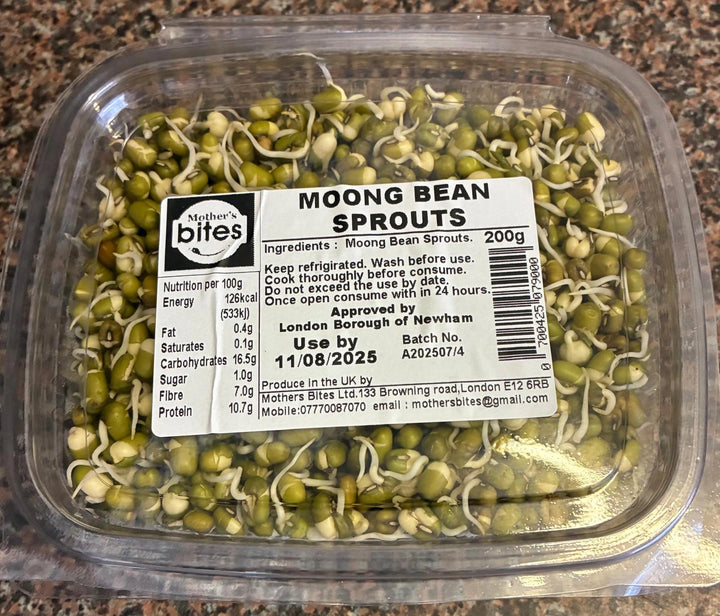 Mother's
bites
MOONG BEAN
SPROUTS
Ingredients : Moong Bean Sprouts. 200g
Keep refrigirated. Wash before use.
Cook thoroughly before consume.
Do not exceed the use by date.
Once open consume with in 24 hours.
Approved by
London Borough of Newham
Use by
11/08/2025
Batch No.
A202507/4
Nutrition per 100g
Energy 126kcal
(533kj)
Fat 0.4g
Saturates 0.1g
Carbohydrates 16.5g
Sugar 1.0g
Fibre 7.0g
Protein 10.7g
Produce In the UK by
Mothers Bites Ltd.133 Browning road,London E12 6RB
Mobile:07770087070 email : mothersbites@gmail.com
0 700425 079000